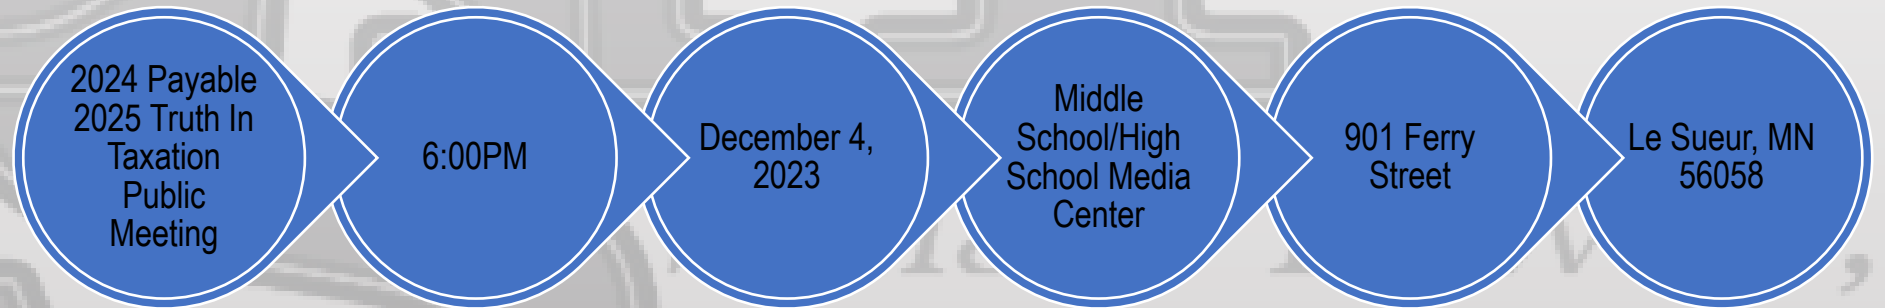 2024 Payable
2025 Truth In
Taxation
Public
Meeting
6:00PM
December 4,
2023
Middle
School/High
School Media
Center
901 Ferry
Street
Le Sueur, MN
56058